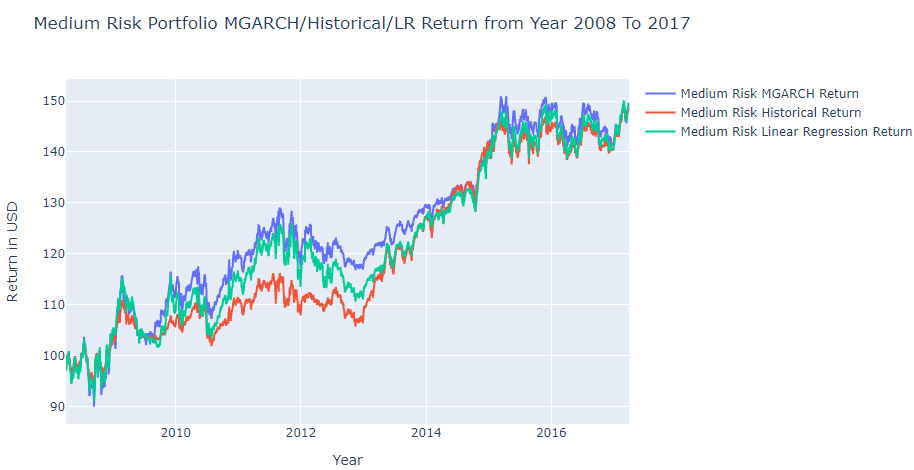 Medium Risk Portfolio MGARCH/Historical/LR Return from Year 2008 To 2017
Return in USD
150
140
130
120
110
100
90
2010
2012
2014
2016
Year
Medium Risk MGARCH Return
Medium Risk Historical Return
Medium Risk Linear Regression Return